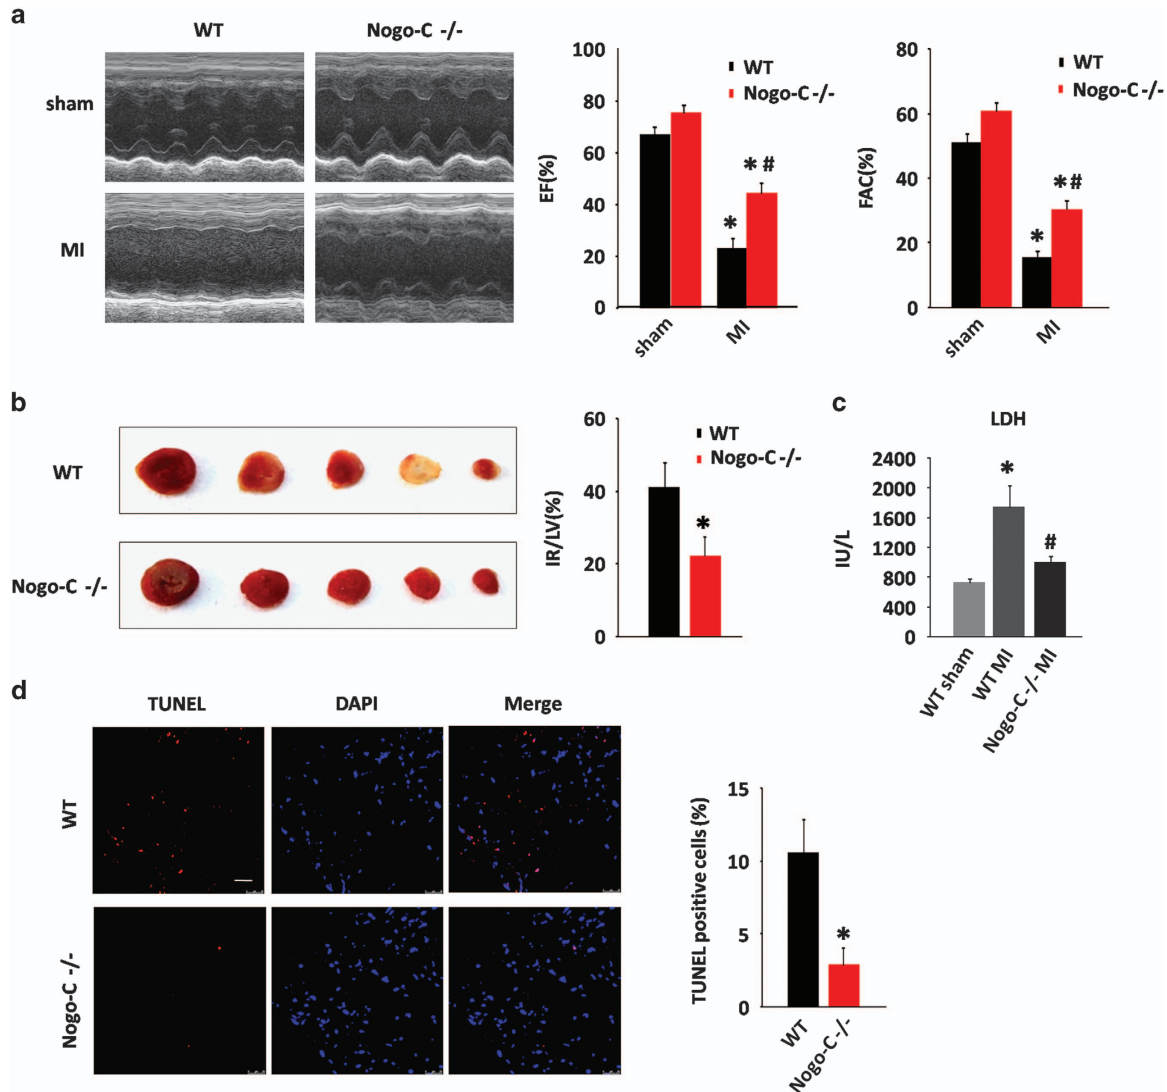 a
WT
Nogo-C -/-
sham
MI
EF(%)
100
80
60
40
20
0
WT
Nogo-C -/-
*
* #
sham
MI
FAC(%)
80
60
40
20
0
WT
Nogo-C -/-
*
*#
sham
MI
b
WT
Nogo-C -/-
IR/LV(%)
60
40
20
0
WT
Nogo-C -/-
*
c
LDH
IU/L
2400
2000
1600
1200
800
400
0
*
#
WT sham
WT MI
Nogo-C -/- MI
d
TUNEL
DAPI
Merge
WT
Nogo-C -/-
TUNEL positive cells (%)
15
10
5
0
*
WT
Nogo-C -/-